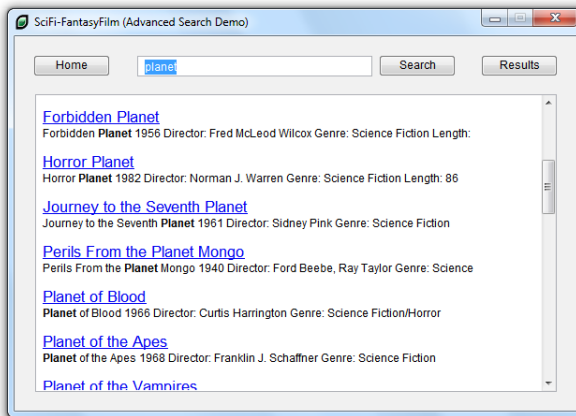 SciFi-FantasyFilm (Advanced Search Demo)
Home planet Search Results
Forbidden Planet
Forbidden Planet 1956 Director: Fred McLeod Wilcox Genre: Science Fiction Length:
Horror Planet
Horror Planet 1982 Director: Norman J. Warren Genre: Science Fiction Length: 86
Journey to the Seventh Planet
Journey to the Seventh Planet 1961 Director: Sidney Pink Genre: Science Fiction
Perils From the Planet Mongo
Perils From the Planet Mongo 1940 Director: Ford Beebe, Ray Taylor Genre: Science
Planet of Blood
Planet of Blood 1966 Director: Curtis Harrington Genre: Science Fiction/Horror
Planet of the Apes
Planet of the Apes 1968 Director: Franklin J. Schaffner Genre: Science Fiction
Planet of the Vampires